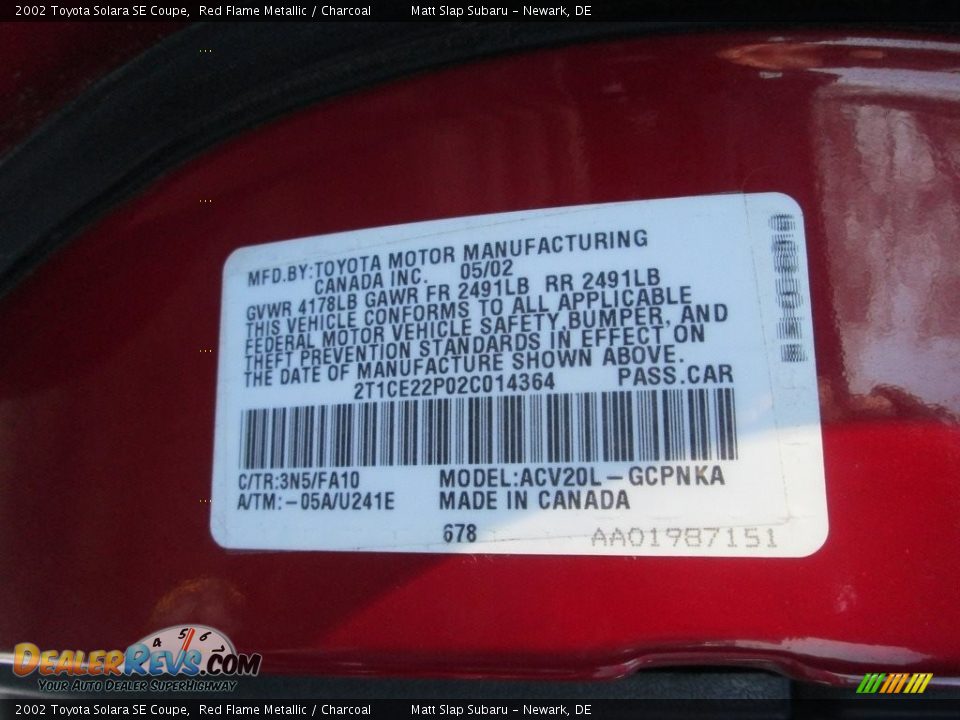 2002 Toyota Solara SE Coupe, Red Flame Metallic / Charcoal Matt Slap Subaru - Newark, DE
MFD.BY:TOYOTA MOTOR MANUFACTURING
CANADA INC. 05/02
GVWR 4178LB GAWR FR 2491LB RR 2491LB
THIS VEHICLE CONFORMS TO ALL APPLICABLE
FEDERAL MOTOR VEHICLE SAFETY,BUMPER, AND
THEFT PREVENTION STANDARDS IN EFFECT ON
THE DATE OF MANUFACTURE SHOWN ABOVE.
2T1CE22P02C014364 PASS.CAR
C/TR:3N5/FA10 MODEL:ACV20L-GCPNKA
A/TM:-05A/U241E MADE IN CANADA
678 AA01987151
4 5 6
DEALERREVS.COM
YOUR AUTO DEALER SUPERHIGHWAY
2002 Toyota Solara SE Coupe, Red Flame Metallic / Charcoal Matt Slap Subaru - Newark, DE